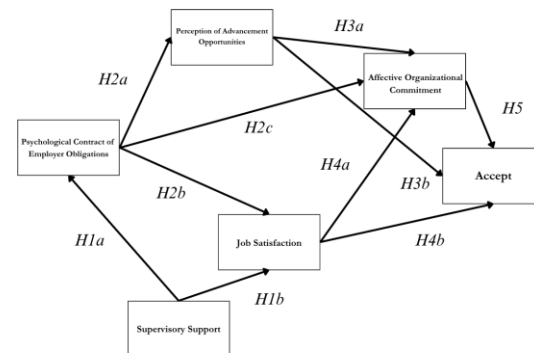 Perception of Advancement
Opportunities
H3a
Affective Organizational
Commitment
H2a
H5
H2c
Psychological Contract of
Employer Obligations
H4a
H3b
Accept
H2b
Job Satisfaction
H4b
H1a
H1b
Supervisory Support